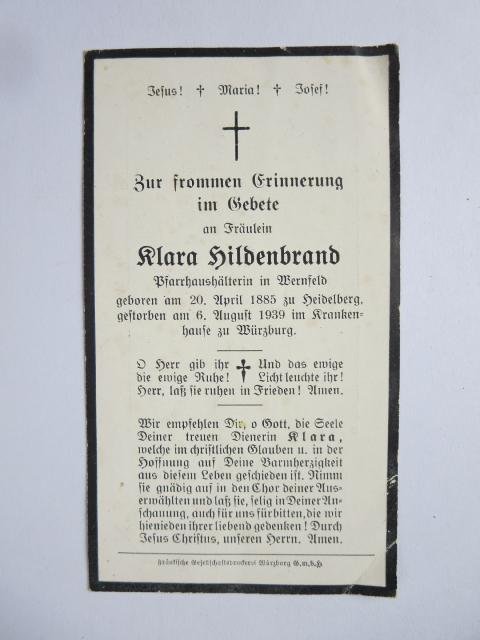 Jesus! † Maria! † Josef!
Zur frommen Erinnerung
im Gebete
an Fräulein
Klara Hildenbrand
Pfarrhaushälterin in Wernfeld
geboren am 20. April 1885 zu Heidelberg,
gestorben am 6. August 1939 im Kranken-
hause zu Würzburg.
O Herr gib ihr † Und das ewige
die ewige Ruhe! Licht leuchte ihr!
Herr, laß sie ruhen in Frieden! Amen.
Wir empfehlen Dir, o Gott, die Seele
Deiner treuen Dienerin Klara,
welche im christlichen Glauben u. in der
Hoffnung auf Deine Barmherzigkeit
aus diesem Leben geschieden ist. Nimm
sie gnädig auf in den Chor deiner Aus-
erwählten und laß sie, selig in Deiner An-
schauung, auch für uns fürbitten, die wir
hienieden ihrer liebend gedenken! Durch
Jesus Christus, unseren Herrn. Amen.
Fränkische Gesellschaftsdruckerei Würzburg G.m.b.H.